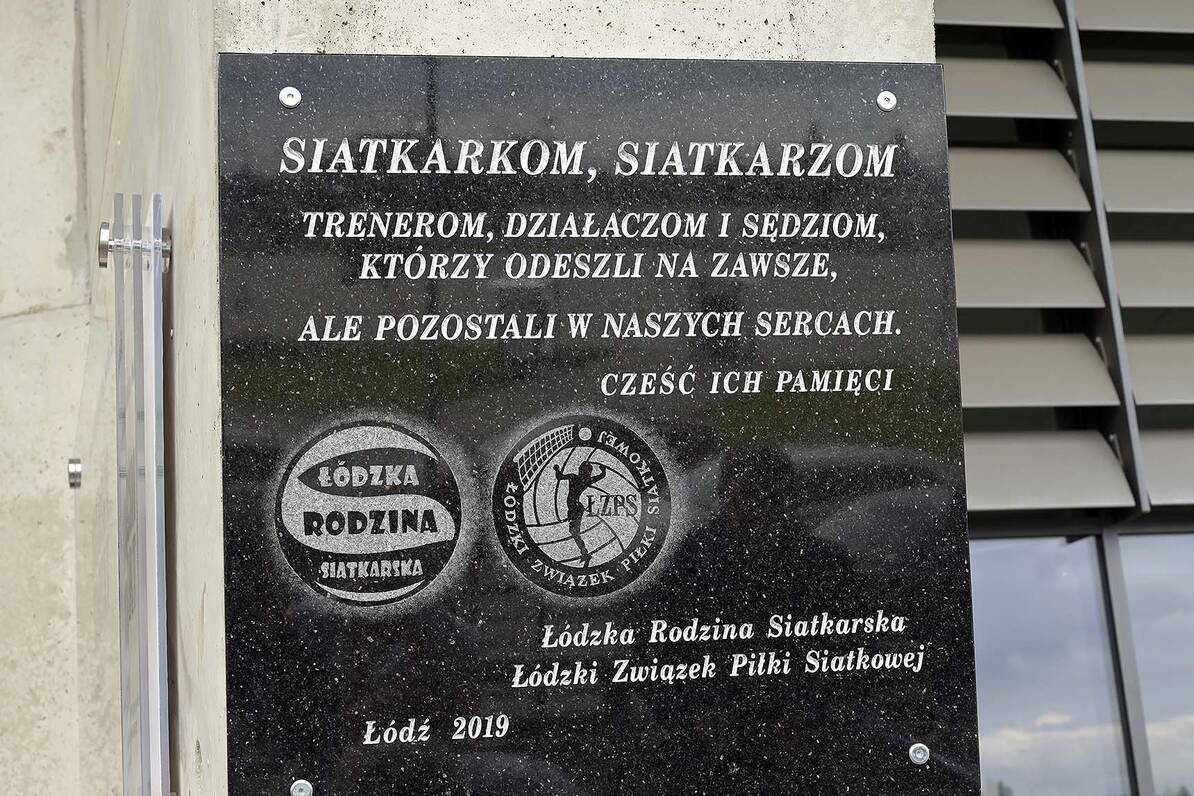 SIATKARKOM, SIATKARZOM
TRENEROM, DZIAŁACZOM I SĘDZIOM,
KTÓRZY ODESZLI NA ZAWSZE,
ALE POZOSTALI W NASZYCH SERCACH.
CZEŚĆ ICH PAMIĘCI
ŁÓDZKA
RODZINA
SIATKARSKA
ŁZPS
ŁÓDZKI ZWIĄZEK PIŁKI SIATKOWEJ
Łódzka Rodzina Siatkarska
Łódzki Związek Piłki Siatkowej
Łódź 2019